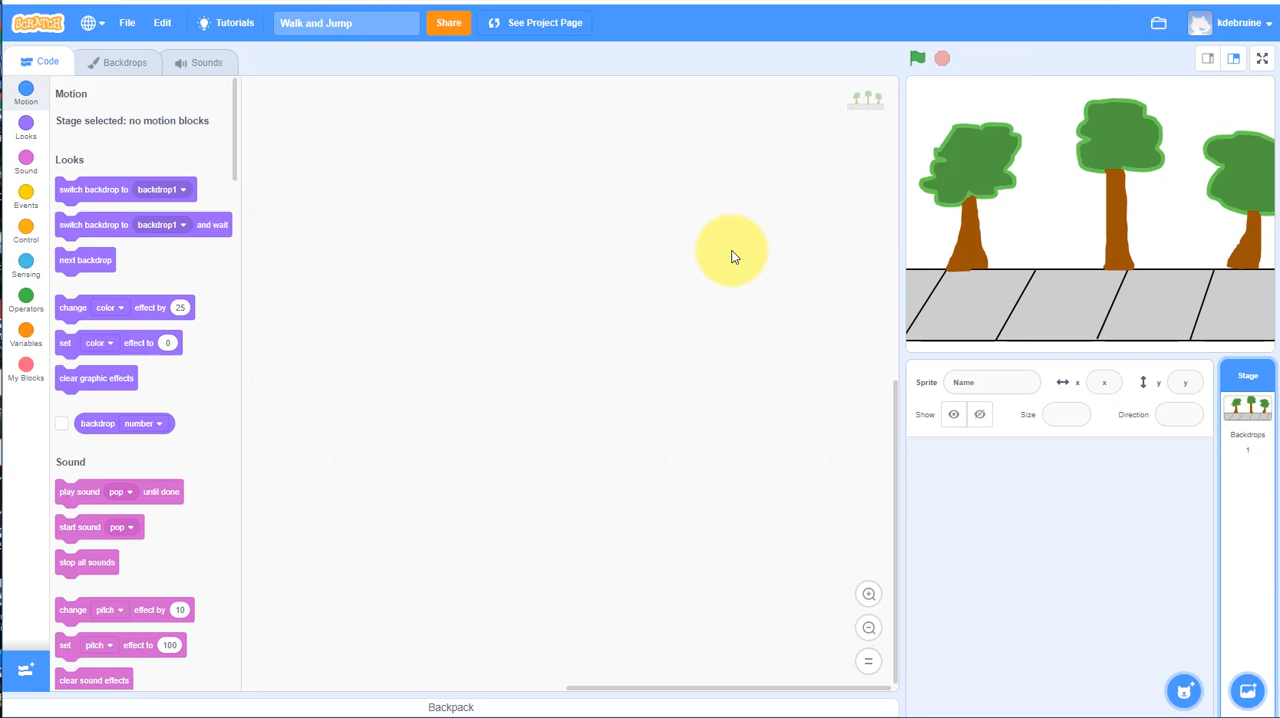 SCRATCH
File
Edit
Tutorials
Walk and Jump
Share
See Project Page
kdebruine
Code
Backdrops
Sounds
Motion
Looks
Sound
Events
Control
Sensing
Operators
Variables
My Blocks
Motion
Stage selected: no motion blocks
Looks
switch backdrop to backdrop1
switch backdrop to backdrop1 and wait
next backdrop
change color effect by 25
set color effect to 0
clear graphic effects
backdrop number
Sound
play sound pop until done
start sound pop
stop all sounds
change pitch effect by 10
set pitch effect to 100
clear sound effects
Sprite Name x x y y
Show Size Direction
Stage
Backdrops
1
Backpack